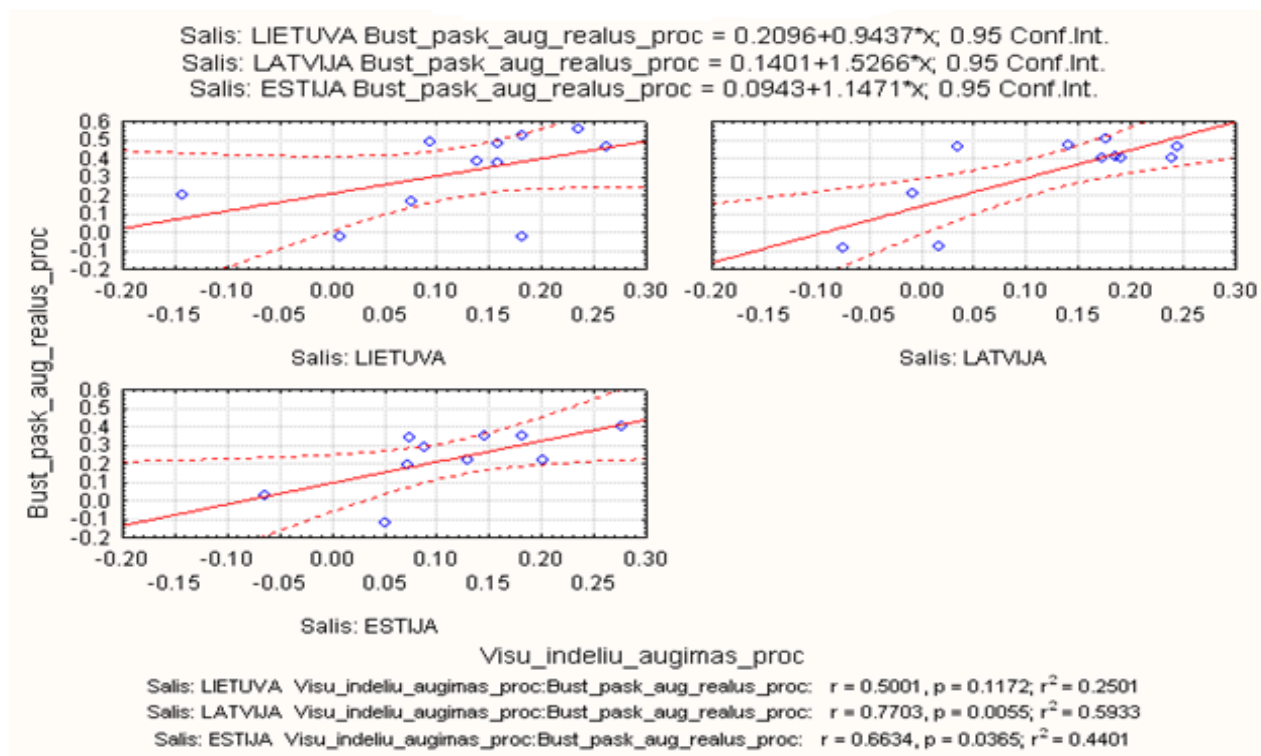 Salis: LIETUVA Bust_pask_aug_realus_proc = 0.2096+0.9437*x; 0.95 Conf.Int.
Salis: LATVIJA Bust_pask_aug_realus_proc = 0.1401+1.5266*x; 0.95 Conf.Int.
Salis: ESTIJA Bust_pask_aug_realus_proc = 0.0943+1.1471*x; 0.95 Conf.Int.
Bust_pask_aug_realus_proc
0.6
0.5
0.4
0.3
0.2
0.1
0.0
-0.1
-0.2
-0.20 -0.10 0.00 0.10 0.20 0.30
-0.15 -0.05 0.05 0.15 0.25
Salis: LIETUVA
-0.20 -0.10 0.00 0.10 0.20 0.30
-0.15 -0.05 0.05 0.15 0.25
Salis: LATVIJA
0.6
0.5
0.4
0.3
0.2
0.1
0.0
-0.1
-0.2
-0.20 -0.10 0.00 0.10 0.20 0.30
-0.15 -0.05 0.05 0.15 0.25
Salis: ESTIJA
Visu_indeliu_augimas_proc
Salis: LIETUVA Visu_indeliu_augimas_proc:Bust_pask_aug_realus_proc: r = 0.5001, p = 0.1172; r² = 0.2501
Salis: LATVIJA Visu_indeliu_augimas_proc:Bust_pask_aug_realus_proc: r = 0.7703, p = 0.0055; r² = 0.5933
Salis: ESTIJA Visu_indeliu_augimas_proc:Bust_pask_aug_realus_proc: r = 0.6634, p = 0.0365; r² = 0.4401